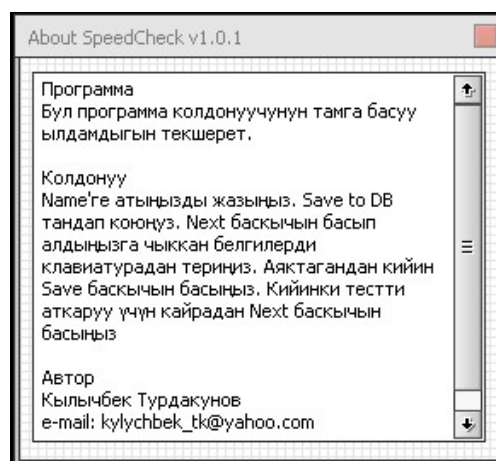 About SpeedCheck v1.0.1
Программа
Бул программа колдонуучунун тамга басуу
ылдамдыгын текшерет.
Колдонуу
Name'ге атыңызды жазыңыз. Save to DB
тандап коюңуз. Next баскычын басып
алдыңызга чыккан белгилерди
клавиатурадан териңиз. Аяктагандан кийин
Save баскычын басыңыз. Кийинки тестти
аткаруу үчүн кайрадан Next баскычын
басыңыз
Автор
Кылычбек Турдакунов
e-mail: kylychbek_tk@yahoo.com